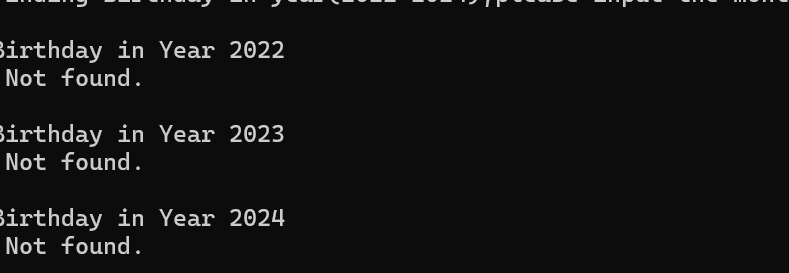 Birthday in Year 2022
Not found.
Birthday in Year 2023
Not found.
Birthday in Year 2024
Not found.